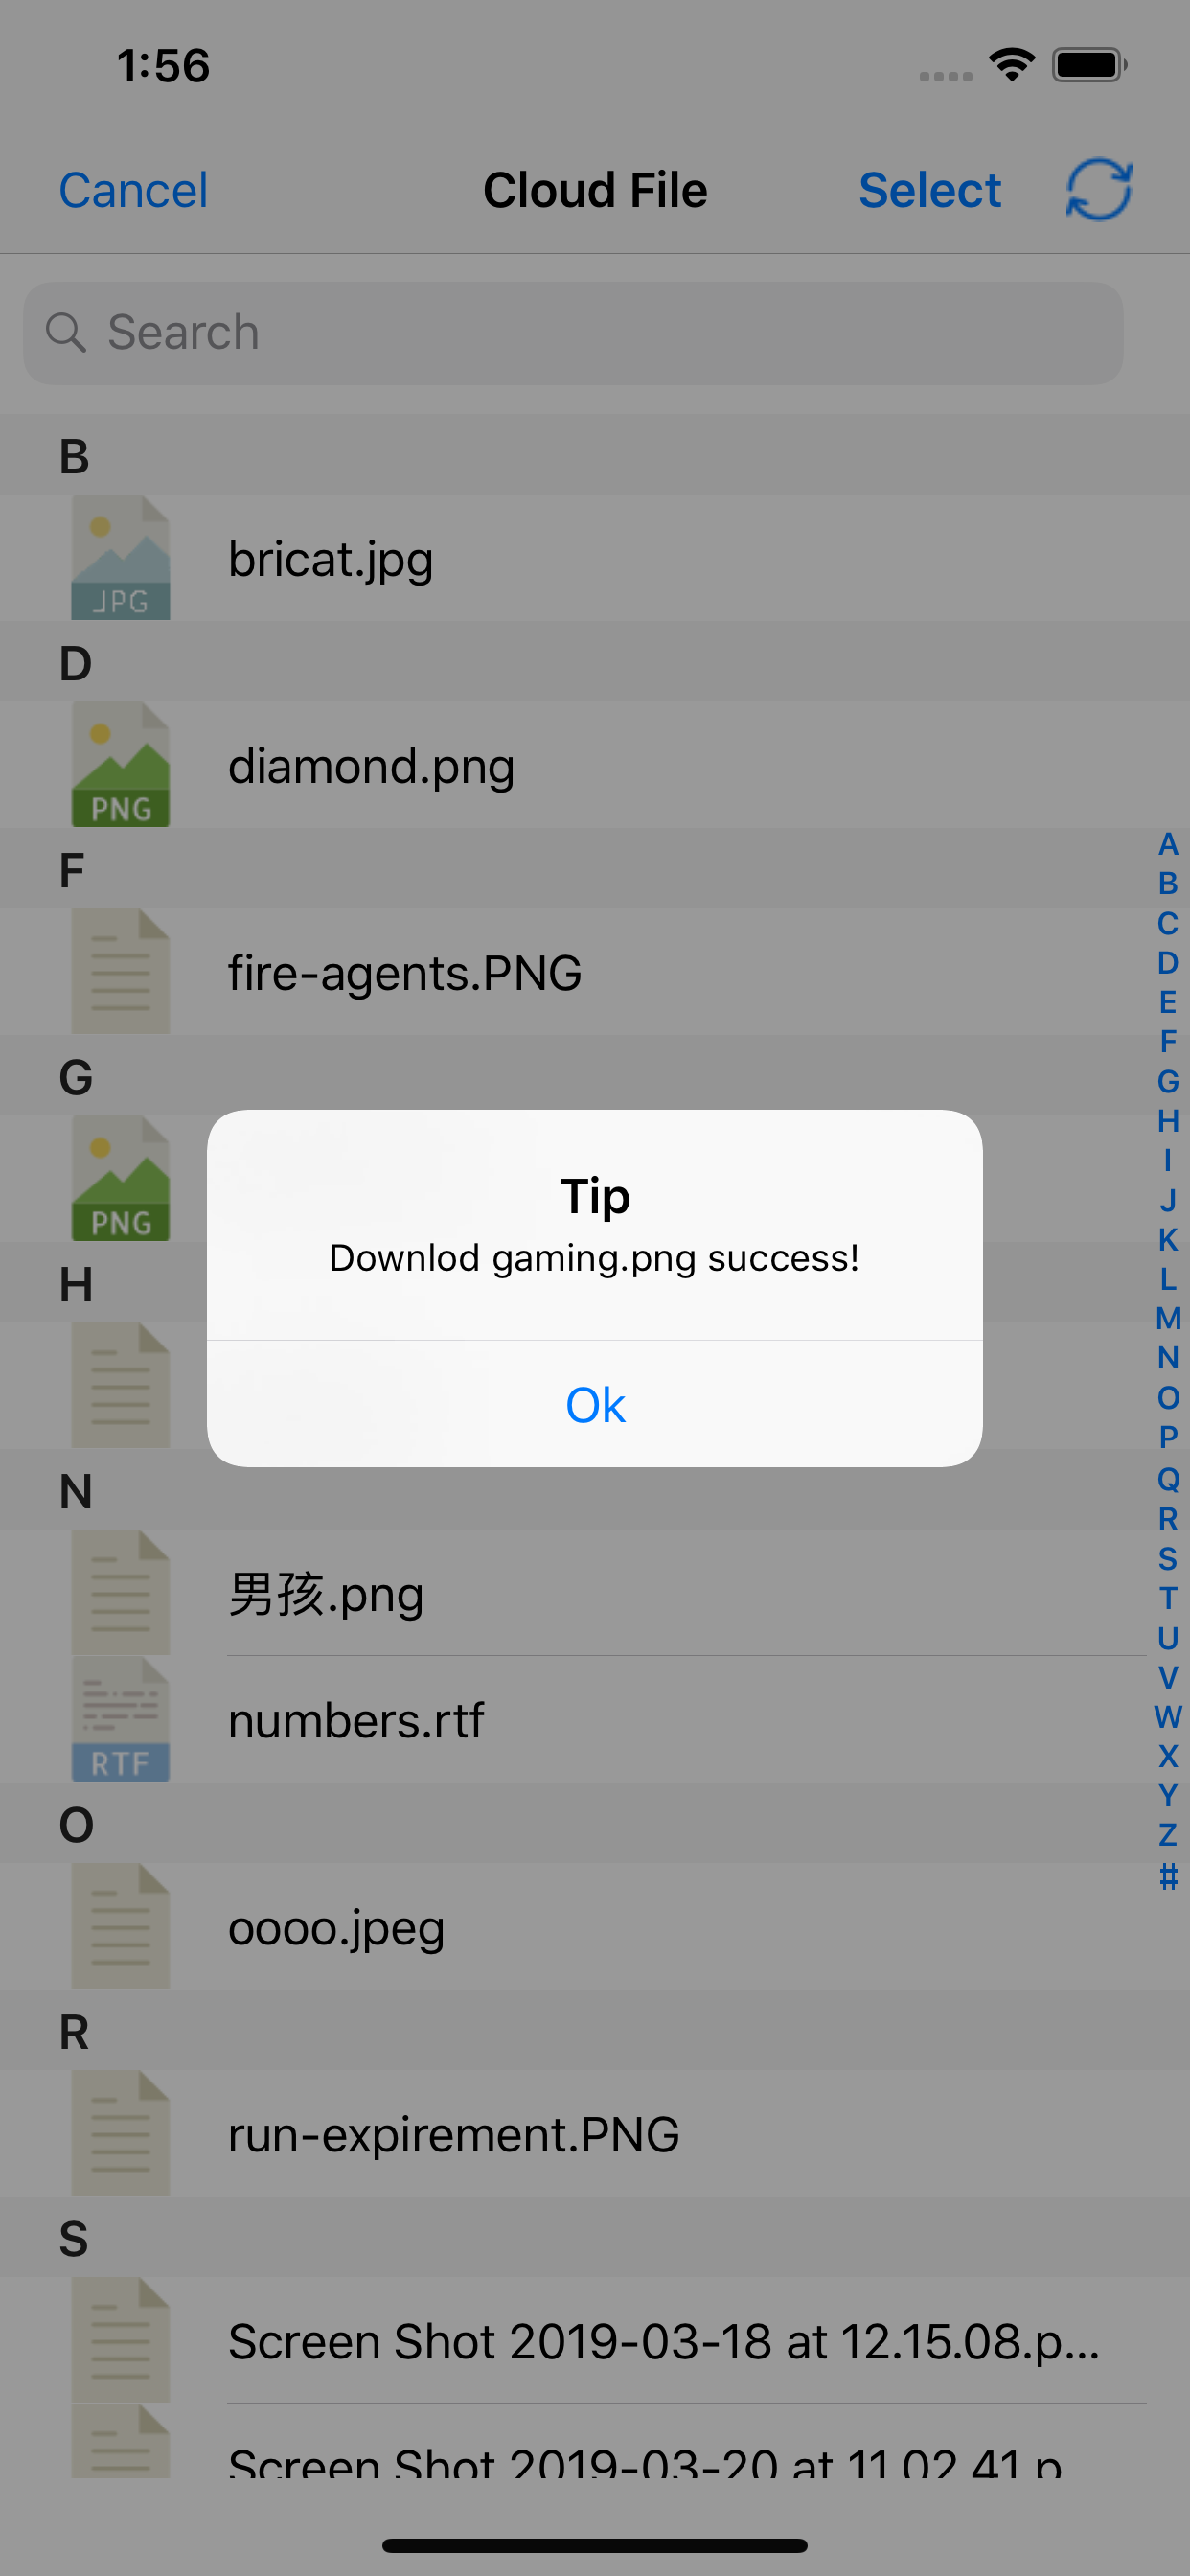 1:56
Cancel
Cloud File
Select
Search
B
JPG
bricat.jpg
D
PNG
diamond.png
F
fire-agents.PNG
G
PNG
Tip
Downlod gaming.png success!
Ok
H
N
男孩.png
RTF
numbers.rtf
O
oooo.jpeg
R
run-expirement.PNG
S
Screen Shot 2019-03-18 at 12.15.08.p...
Screen Shot 2019-03-20 at 11.02.41.p
A
B
C
D
E
F
G
H
I
J
K
L
M
N
O
P
Q
R
S
T
U
V
W
X
Y
Z
#